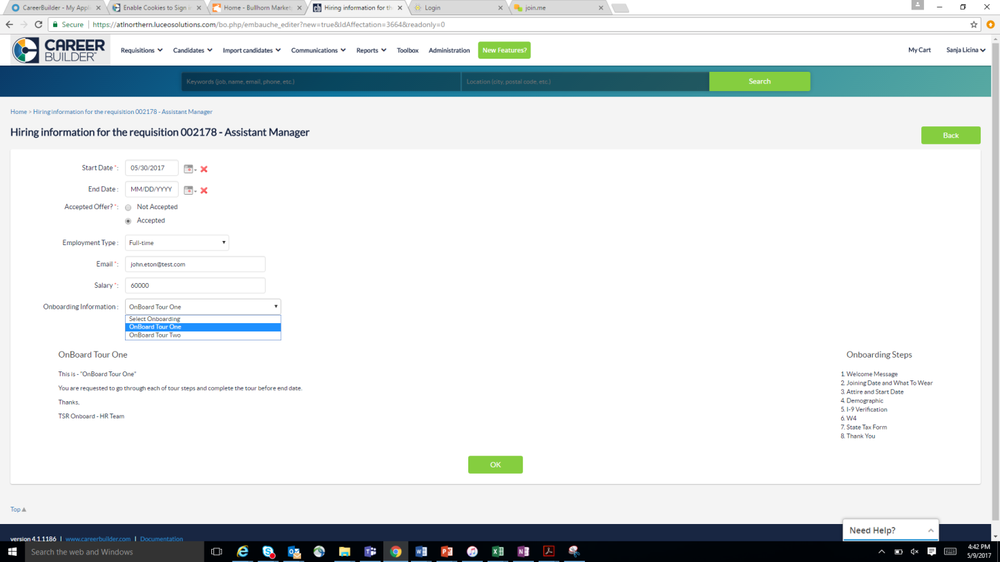 CareerBuilder - My Appli
Enable Cookies to Sign i
Home - Bullhorn Market
Hiring information for th
Login
join.me
Secure
https://atlnorthern.luceosolutions.com/bo.php/embauche_editer?new=true&IdAffectation=3664&readonly=0
CAREER
BUILDER™
Requisitions
Candidates
Import candidates
Communications
Reports
Toolbox
Administration
New Features?
My Cart
Sanja Licina
Keywords (job, name, email, phone, etc.)
Location (city, postal code, etc.)
Search
Home > Hiring information for the requisition 002178 - Assistant Manager
Hiring information for the requisition 002178 - Assistant Manager
Back
Start Date *:
05/30/2017
End Date :
MM/DD/YYYY
Accepted Offer? *:
Not Accepted
Accepted
Employment Type :
Full-time
Email *:
john.eton@test.com
Salary *:
60000
Onboarding Information :
OnBoard Tour One
Select Onboarding
OnBoard Tour One
OnBoard Tour Two
OnBoard Tour One
This is - "OnBoard Tour One"
You are requested to go through each of tour steps and complete the tour before end date.
Thanks,
TSR Onboard - HR Team
Onboarding Steps
1. Welcome Message
2. Joining Date and What To Wear
3. Attire and Start Date
4. Demographic
5. I-9 Verification
6. W4
7. State Tax Form
8. Thank You
OK
Top
Need Help?
version 4.1.1186 | www.careerbuilder.com | Documentation
Search the web and Windows
4:42 PM
5/9/2017